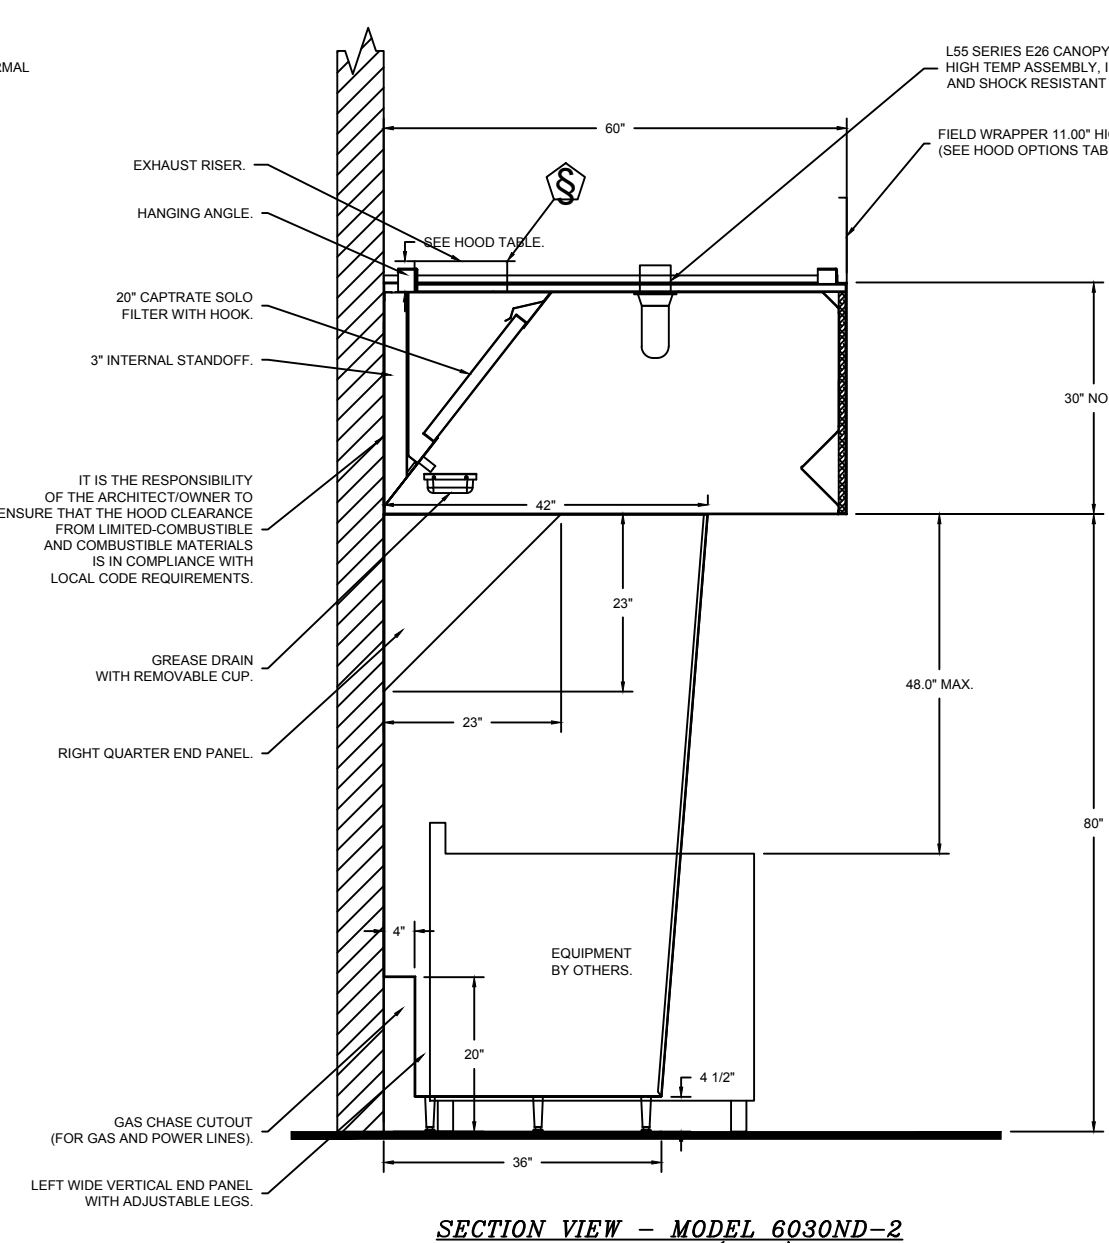 RMAL
L55 SERIES E26 CANOPY
HIGH TEMP ASSEMBLY, I
AND SHOCK RESISTANT
60"
FIELD WRAPPER 11.00" HI
(SEE HOOD OPTIONS TAB
EXHAUST RISER.
§
HANGING ANGLE.
SEE HOOD TABLE.
20" CAPTRATE SOLO
FILTER WITH HOOK.
3" INTERNAL STANDOFF.
30" NO
IT IS THE RESPONSIBILITY
OF THE ARCHITECT/OWNER TO
ENSURE THAT THE HOOD CLEARANCE
FROM LIMITED-COMBUSTIBLE
AND COMBUSTIBLE MATERIALS
IS IN COMPLIANCE WITH
LOCAL CODE REQUIREMENTS.
42"
23"
GREASE DRAIN
WITH REMOVABLE CUP.
48.0" MAX.
23"
RIGHT QUARTER END PANEL.
80"
4"
EQUIPMENT
BY OTHERS.
20"
4 1/2"
GAS CHASE CUTOUT
(FOR GAS AND POWER LINES).
36"
LEFT WIDE VERTICAL END PANEL
WITH ADJUSTABLE LEGS.
SECTION VIEW - MODEL 6030ND-2